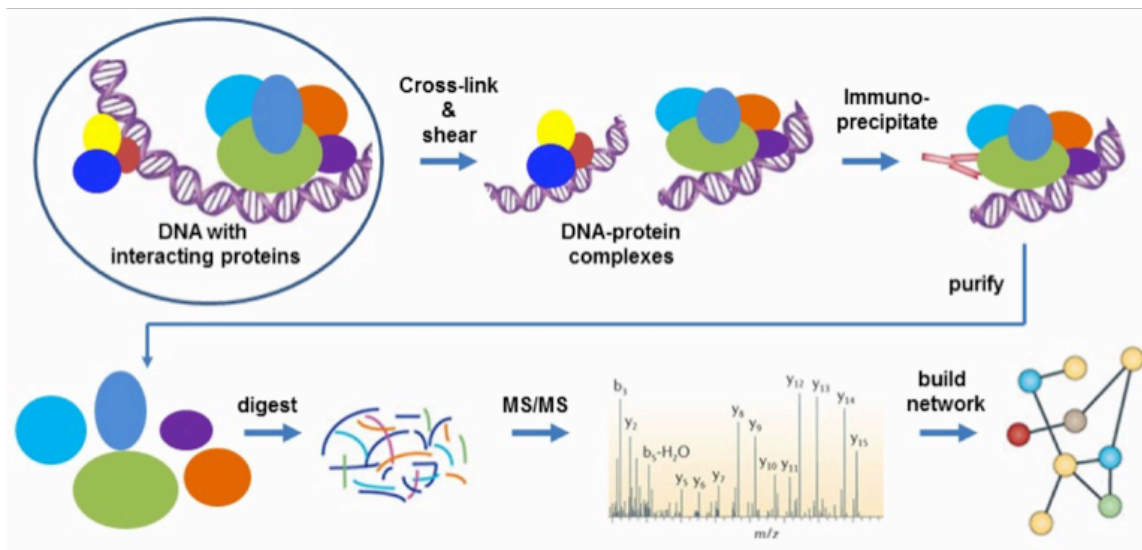 Cross-link
&
shear
Immuno-
precipitate
DNA with
interacting proteins
DNA-protein
complexes
purify
digest
MS/MS
build
network
b₃
y₂
b₅-H₂O
y₅
y₆
y₇
y₈
y₉
y₁₀
y₁₁
y₁₂
y₁₃
y₁₄
y₁₅
m/z